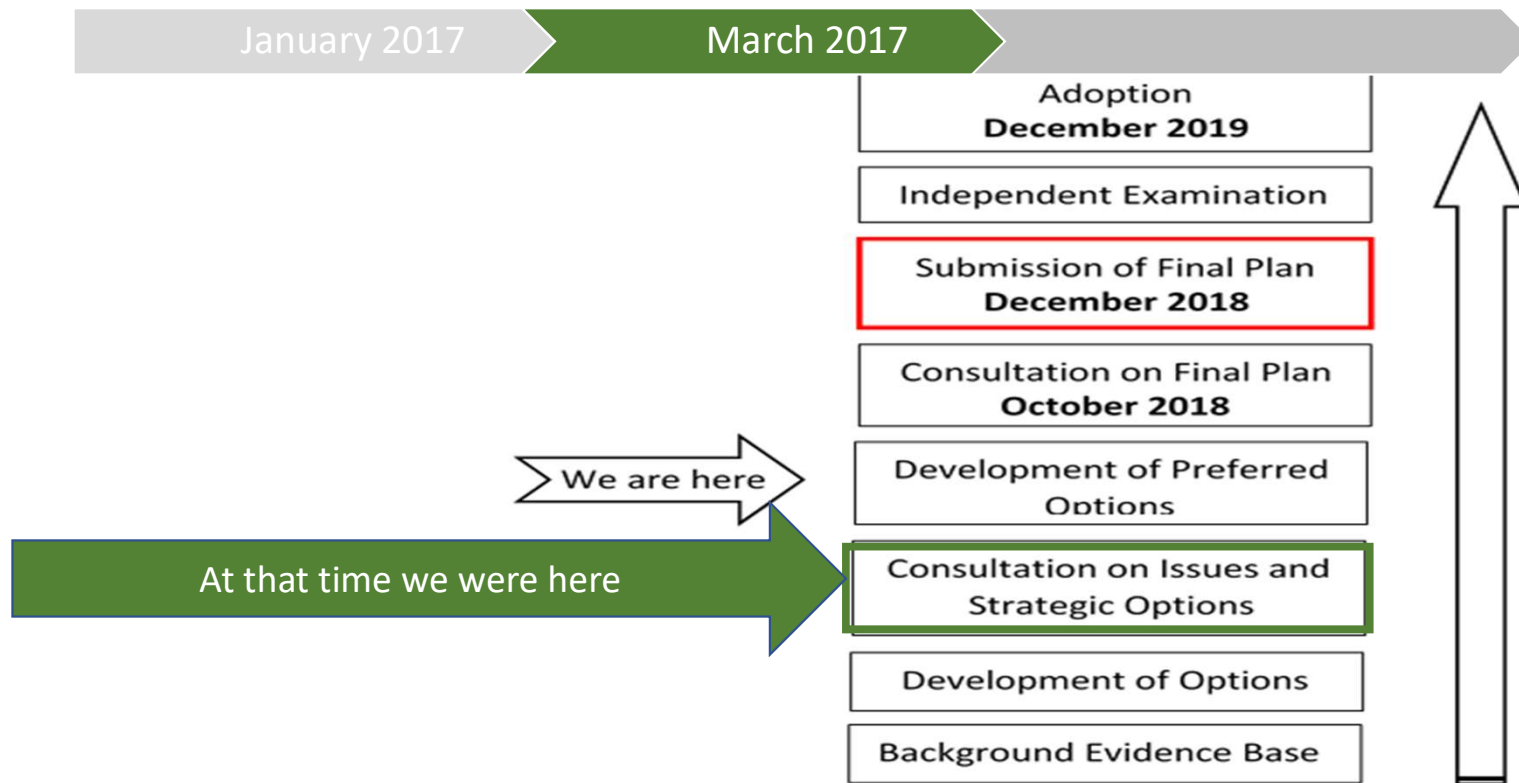 January 2017
March 2017
Adoption
December 2019
Independent Examination
Submission of Final Plan
December 2018
Consultation on Final Plan
October 2018
We are here
Development of Preferred
Options
At that time we were here
Consultation on Issues and
Strategic Options
Development of Options
Background Evidence Base